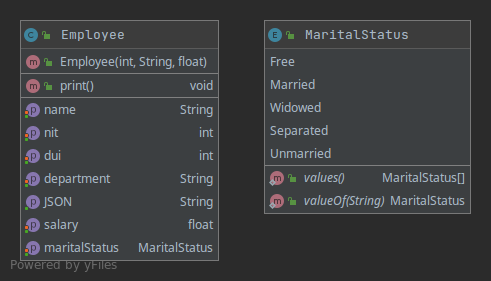 C Employee
m Employee(int, String, float)
m print() void
p name String
p nit int
p dui int
p department String
p JSON String
p salary float
p maritalStatus MaritalStatus
Powered by yFiles
E MaritalStatus
Free
Married
Widowed
Separated
Unmarried
m values() MaritalStatus[]
m valueOf(String) MaritalStatus